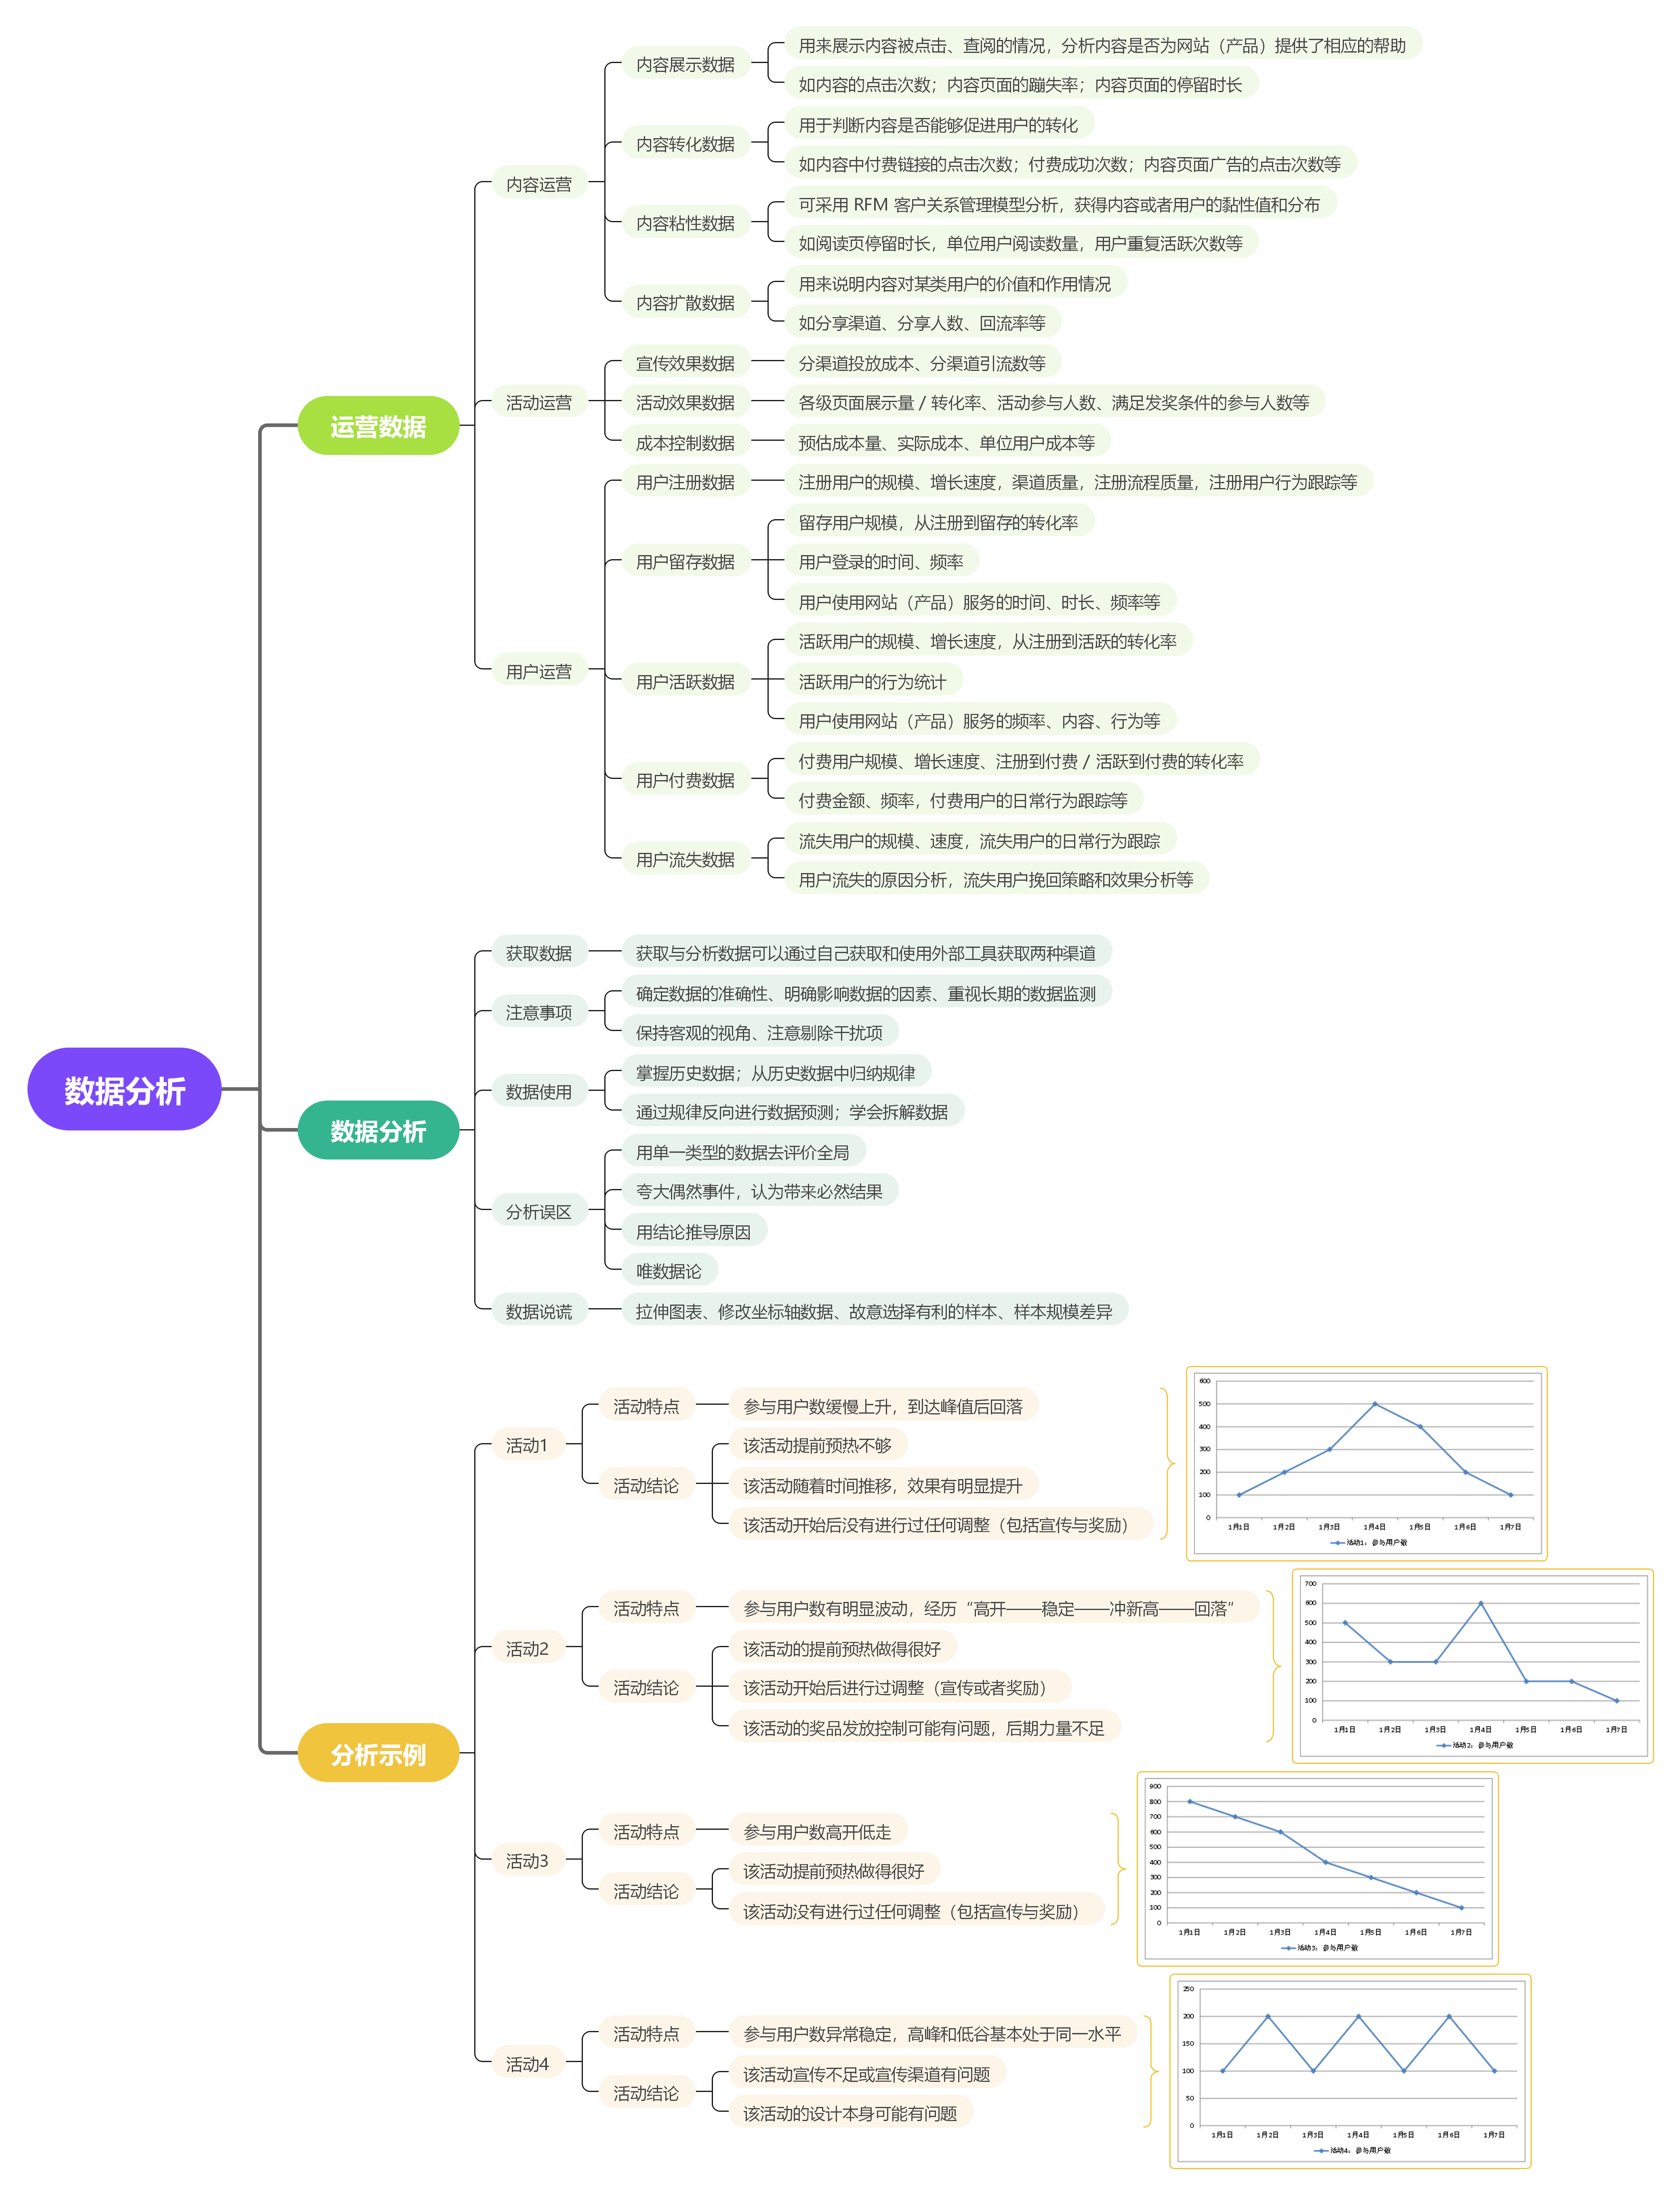 数据分析
运营数据
内容运营
内容展示数据
用来展示内容被点击、查阅的情况，分析内容是否为网站（产品）提供了相应的帮助
如内容的点击次数；内容页面的蹦失率；内容页面的停留时长
内容转化数据
用于判断内容是否能够促进用户的转化
如内容中付费链接的点击次数；付费成功次数；内容页面广告的点击次数等
内容粘性数据
可采用 RFM 客户关系管理模型分析，获得内容或者用户的黏性值和分布
如阅读页停留时长，单位用户阅读数量，用户重复活跃次数等
内容扩散数据
用来说明内容对某类用户的价值和作用情况
如分享渠道、分享人数、回流率等
活动运营
宣传效果数据
分渠道投放成本、分渠道引流数等
活动效果数据
各级页面展示量 / 转化率、活动参与人数、满足发奖条件的参与人数等
成本控制数据
预估成本量、实际成本、单位用户成本等
用户运营
用户注册数据
注册用户的规模、增长速度，渠道质量，注册流程质量，注册用户行为跟踪等
用户留存数据
留存用户规模，从注册到留存的转化率
用户登录的时间、频率
用户使用网站（产品）服务的时间、时长、频率等
用户活跃数据
活跃用户的规模、增长速度，从注册到活跃的转化率
活跃用户的行为统计
用户使用网站（产品）服务的频率、内容、行为等
用户付费数据
付费用户规模、增长速度、注册到付费 / 活跃到付费的转化率
付费金额、频率，付费用户的日常行为跟踪等
用户流失数据
流失用户的规模、速度，流失用户的日常行为跟踪
用户流失的原因分析，流失用户挽回策略和效果分析等
数据分析
获取数据
获取与分析数据可以通过自己获取和使用外部工具获取两种渠道
注意事项
确定数据的准确性、明确影响数据的因素、重视长期的数据监测
保持客观的视角、注意剔除干扰项
数据使用
掌握历史数据；从历史数据中归纳规律
通过规律反向进行数据预测；学会拆解数据
分析误区
用单一类型的数据去评价全局
夸大偶然事件，认为带来必然结果
用结论推导原因
唯数据论
数据说谎
拉伸图表、修改坐标轴数据、故意选择有利的样本、样本规模差异
分析示例
活动1
活动特点
参与用户数缓慢上升，到达峰值后回落
活动结论
该活动提前预热不够
该活动随着时间推移，效果有明显提升
该活动开始后没有进行过任何调整（包括宣传与奖励）
600
500
400
300
200
100
0
1月1日 1月2日 1月3日 1月4日 1月5日 1月6日 1月7日
活动1：参与用户数
活动2
活动特点
参与用户数有明显波动，经历“高开——稳定——冲新高——回落”
活动结论
该活动的提前预热做得很好
该活动开始后进行过调整（宣传或者奖励）
该活动的奖品发放控制可能有问题，后期力量不足
700
600
500
400
300
200
100
0
1月1日 1月2日 1月3日 1月4日 1月5日 1月6日 1月7日
活动2：参与用户数
活动3
活动特点
参与用户数高开低走
活动结论
该活动提前预热做得很好
该活动没有进行过任何调整（包括宣传与奖励）
900
800
700
600
500
400
300
200
100
0
1月1日 1月2日 1月3日 1月4日 1月5日 1月6日 1月7日
活动3：参与用户数
活动4
活动特点
参与用户数异常稳定，高峰和低谷基本处于同一水平
活动结论
该活动宣传不足或宣传渠道有问题
该活动的设计本身可能有问题
250
200
150
100
50
0
1月1日 1月2日 1月3日 1月4日 1月5日 1月6日 1月7日
活动4：参与用户数